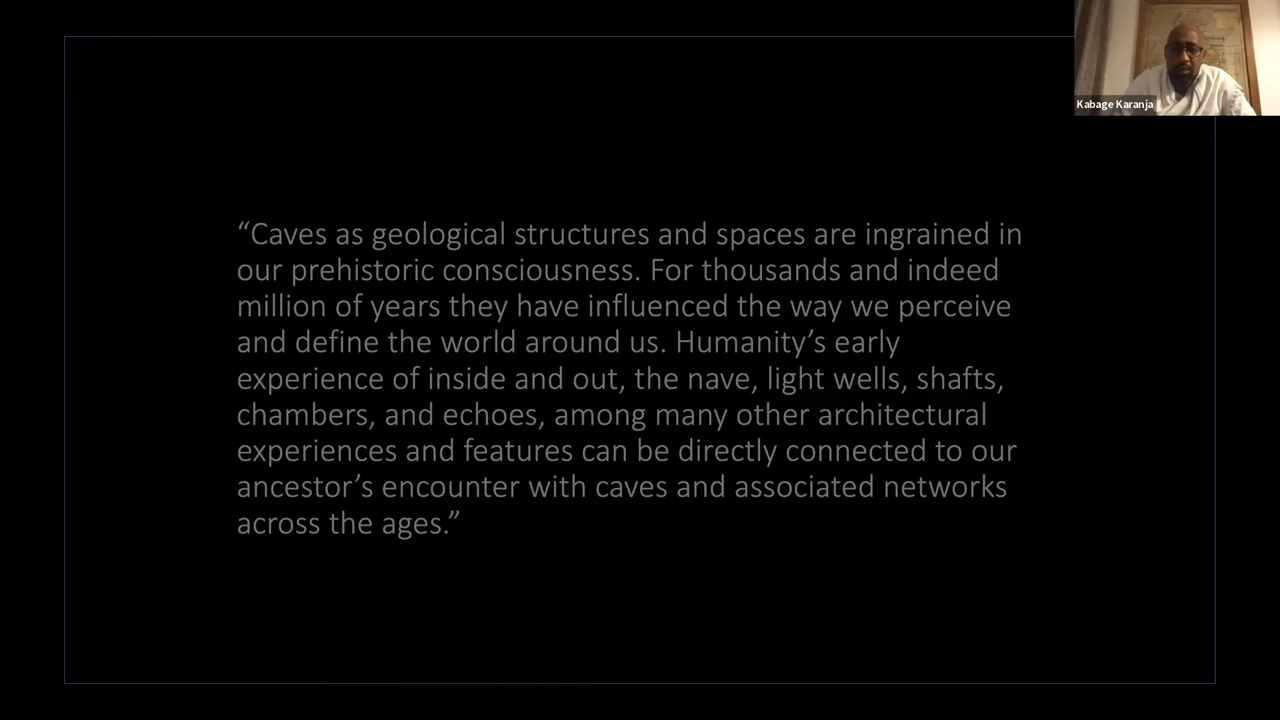 Kabage Karanja
“Caves as geological structures and spaces are ingrained in
our prehistoric consciousness. For thousands and indeed
million of years they have influenced the way we perceive
and define the world around us. Humanity’s early
experience of inside and out, the nave, light wells, shafts,
chambers, and echoes, among many other architectural
experiences and features can be directly connected to our
ancestor’s encounter with caves and associated networks
across the ages.”